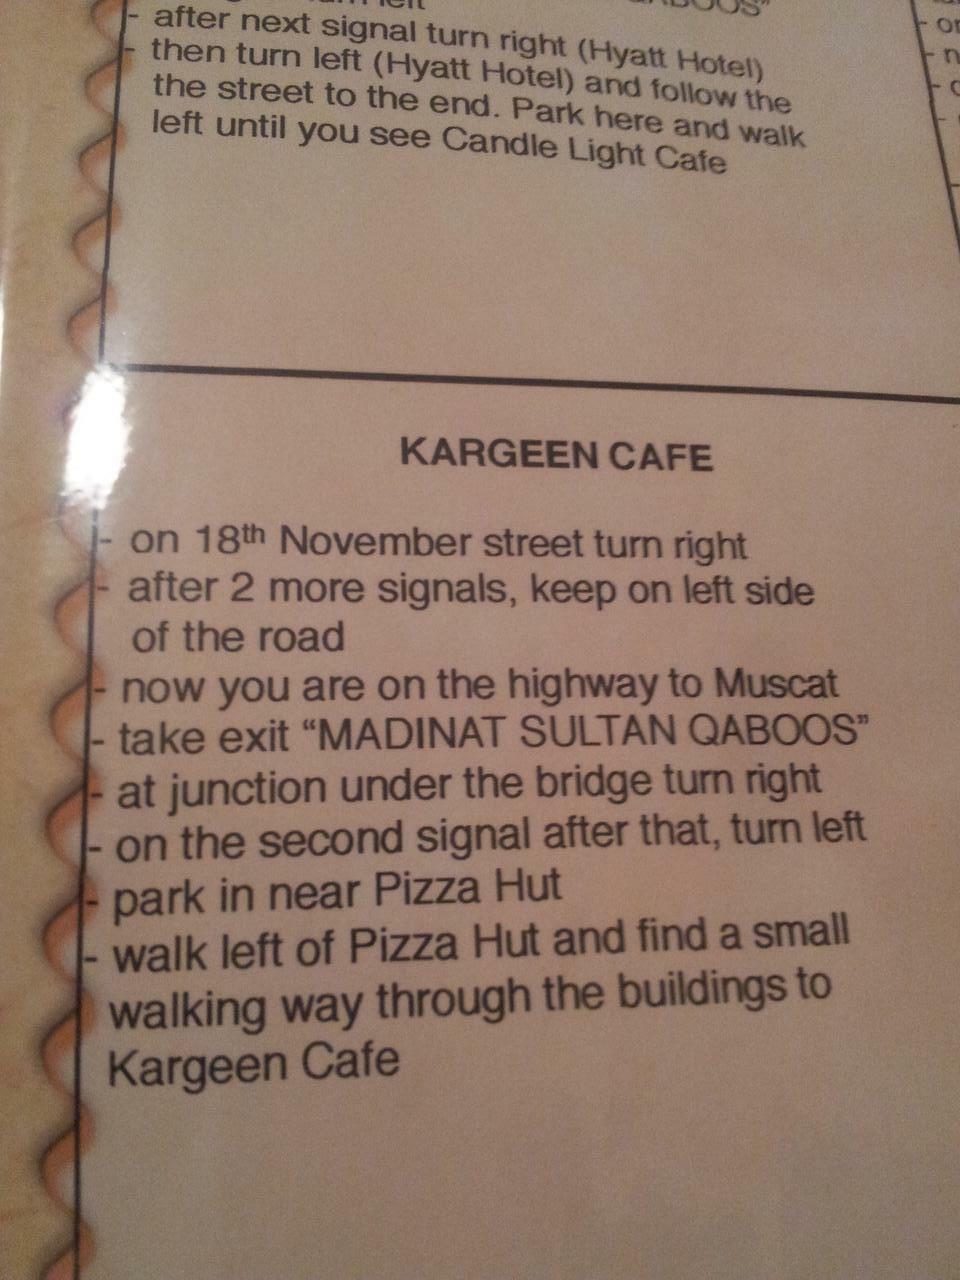 - after next signal turn right (Hyatt Hotel)
- then turn left (Hyatt Hotel) and follow the
the street to the end. Park here and walk
left until you see Candle Light Cafe
KARGEEN CAFE
- on 18th November street turn right
- after 2 more signals, keep on left side
of the road
- now you are on the highway to Muscat
- take exit “MADINAT SULTAN QABOOS”
- at junction under the bridge turn right
- on the second signal after that, turn left
- park in near Pizza Hut
- walk left of Pizza Hut and find a small
walking way through the buildings to
Kargeen Cafe